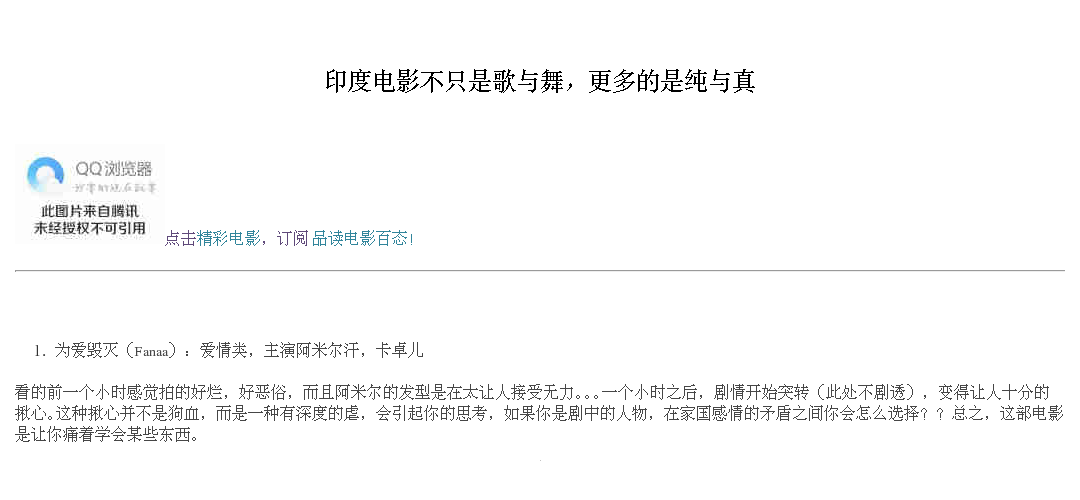 印度电影不只是歌与舞，更多的是纯与真
QQ浏览器
此图片来自腾讯
未经授权不可引用
点击精彩电影，订阅 品读电影百态!
1. 为爱毁灭（Fanaa）：爱情类，主演阿米尔汗，卡卓儿
看的前一个小时感觉拍的好烂，好恶俗，而且阿米尔的发型是在太让人接受无力。。。一个小时之后，剧情开始突转（此处不剧透），变得让人十分的
揪心。这种揪心并不是狗血，而是一种有深度的虐，会引起你的思考，如果你是剧中的人物，在家国感情的矛盾之间你会怎么选择？？总之，这部电影
是让你痛着学会某些东西。